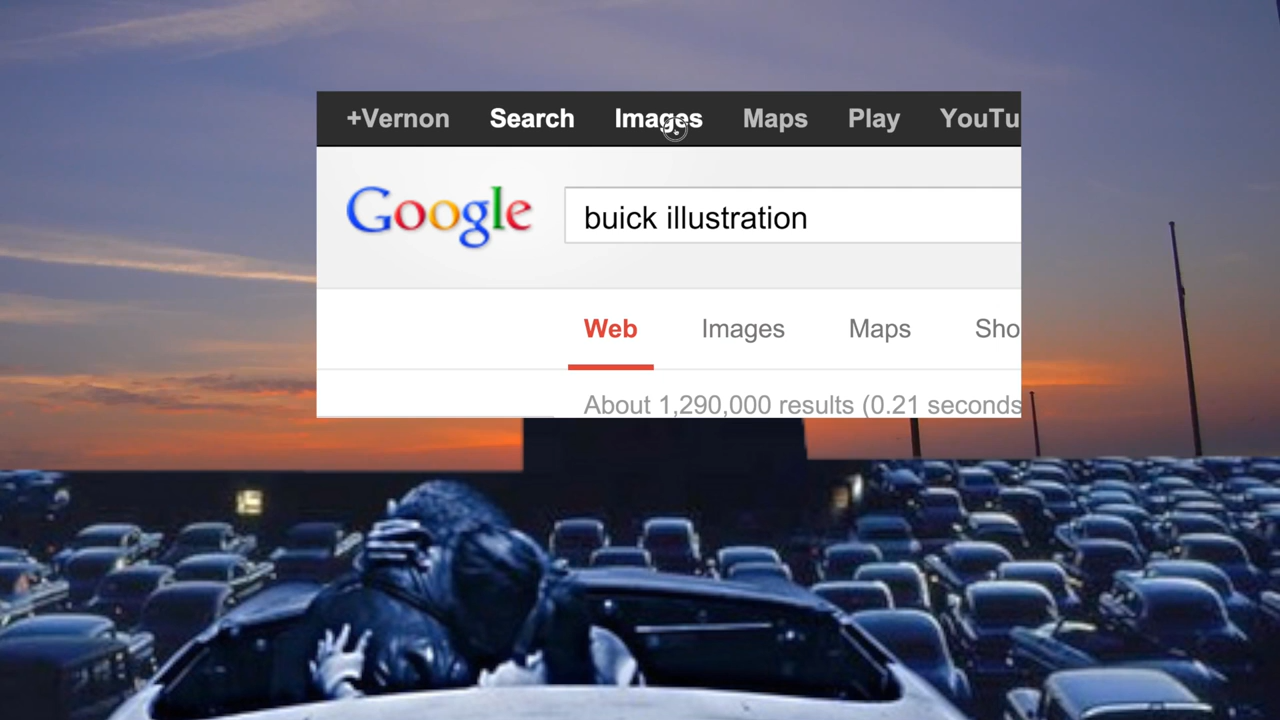 +Vernon Search Images Maps Play YouTu
Google buick illustration
Web Images Maps Sho
About 1,290,000 results (0.21 seconds